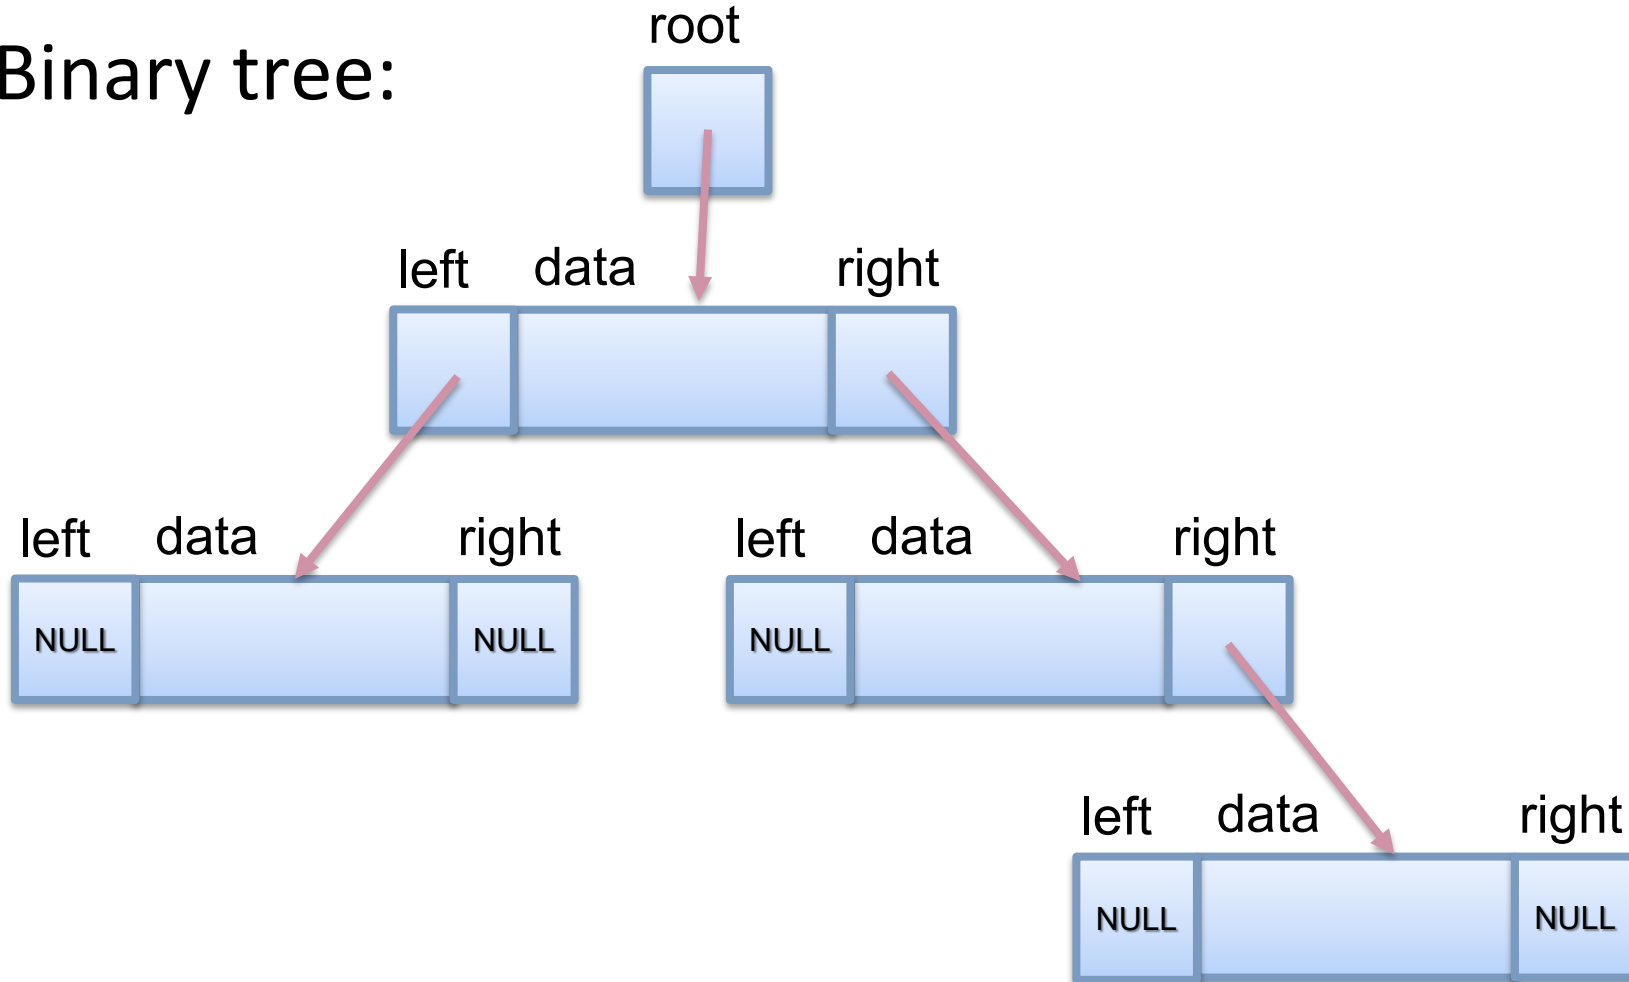 root
Binary tree:
left data right
left data right left data right
NULL NULL NULL
left data right
NULL NULL